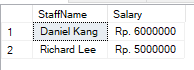 StaffName Salary
1 Daniel Kang Rp. 6000000
2 Richard Lee Rp. 5000000